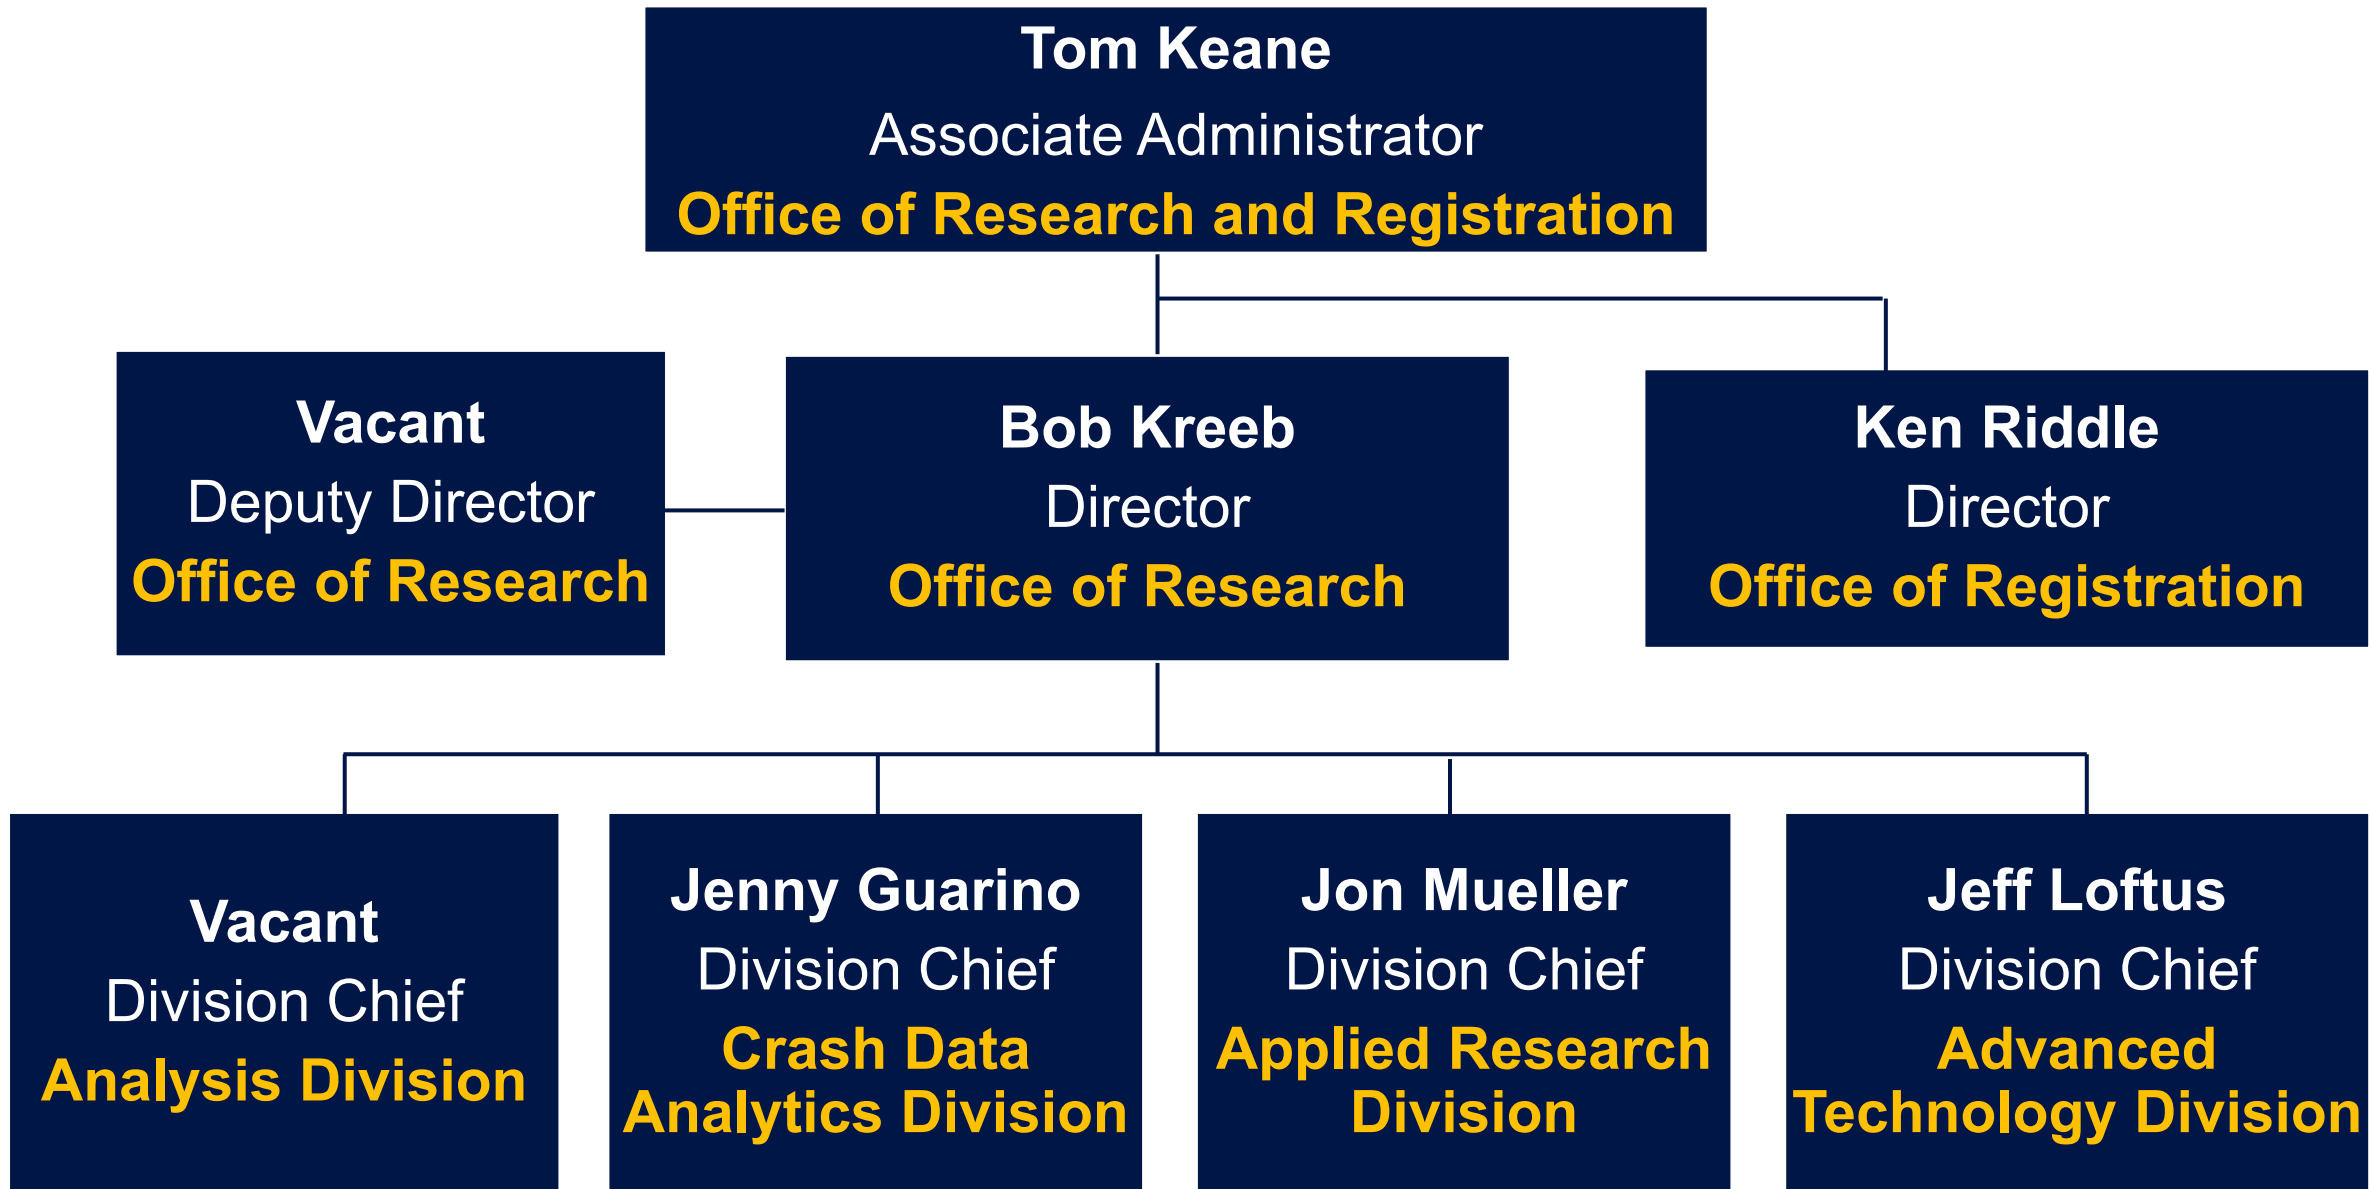 Tom Keane
Associate Administrator
Office of Research and Registration
Vacant
Deputy Director
Office of Research
Bob Kreeb
Director
Office of Research
Ken Riddle
Director
Office of Registration
Vacant
Division Chief
Analysis Division
Jenny Guarino
Division Chief
Crash Data
Analytics Division
Jon Mueller
Division Chief
Applied Research
Division
Jeff Loftus
Division Chief
Advanced
Technology Division